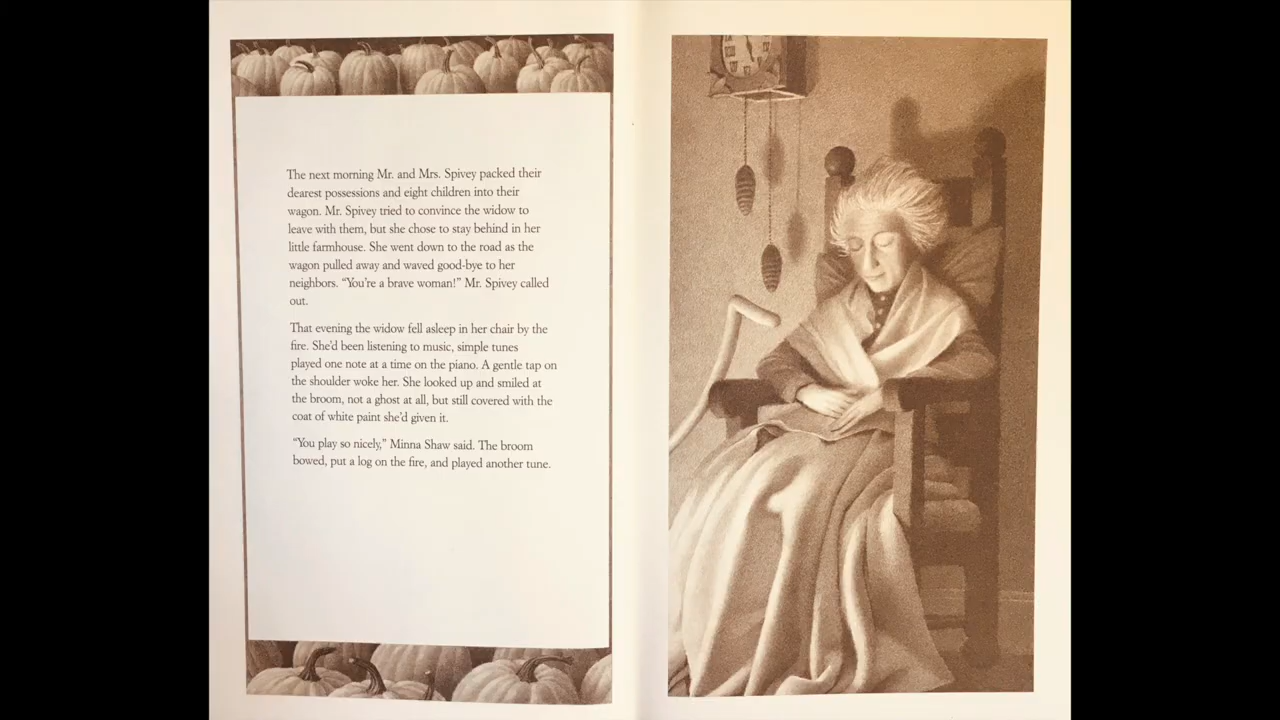 The next morning Mr. and Mrs. Spivey packed their
dearest possessions and eight children into their
wagon. Mr. Spivey tried to convince the widow to
leave with them, but she chose to stay behind in her
little farmhouse. She went down to the road as the
wagon pulled away and waved good-bye to her
neighbors. “You’re a brave woman!” Mr. Spivey called
out.
That evening the widow fell asleep in her chair by the
fire. She’d been listening to music, simple tunes
played one note at a time on the piano. A gentle tap on
the shoulder woke her. She looked up and smiled at
the broom, not a ghost at all, but still covered with the
coat of white paint she’d given it.
“You play so nicely,” Minna Shaw said. The broom
bowed, put a log on the fire, and played another tune.